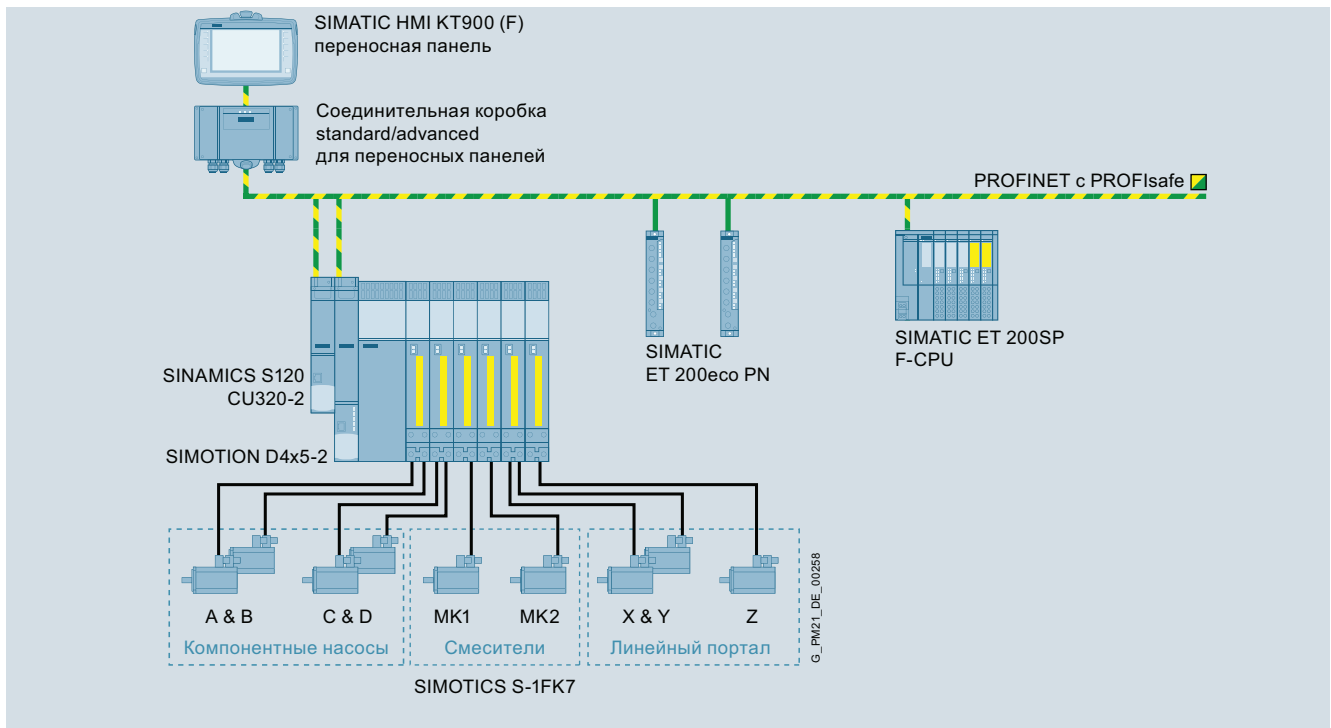 SIMATIC HMI KT900 (F)
переносная панель
Соединительная коробка
standard/advanced
для переносных панелей
PROFINET с PROFIsafe
SIMATIC
ET 200eco PN
SIMATIC ET 200SP
F-CPU
SINAMICS S120
CU320-2
SIMOTION D4x5-2
A & B
C & D
MK1
MK2
X & Y
Z
Компонентные насосы
Смесители
Линейный портал
SIMOTICS S-1FK7
G_PM21_DE_00258